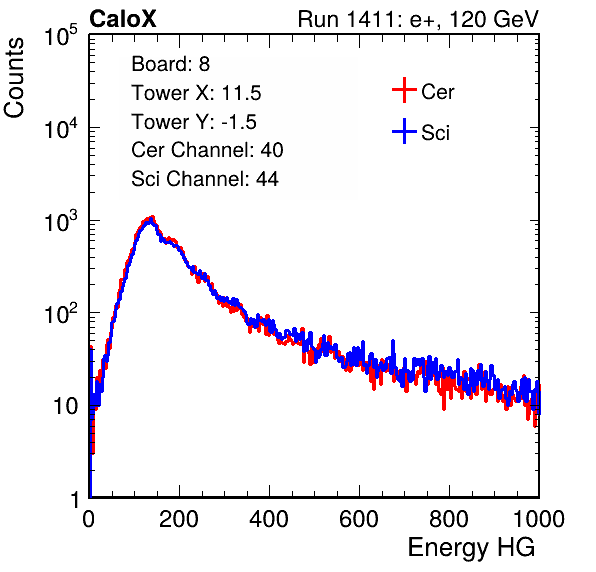 CaloX Run 1411: e+, 120 GeV
Counts
Board: 8
Tower X: 11.5
Tower Y: -1.5
Cer Channel: 40
Sci Channel: 44
Cer
Sci
10^5
10^4
10^3
10^2
10
1
0 200 400 600 800 1000
Energy HG